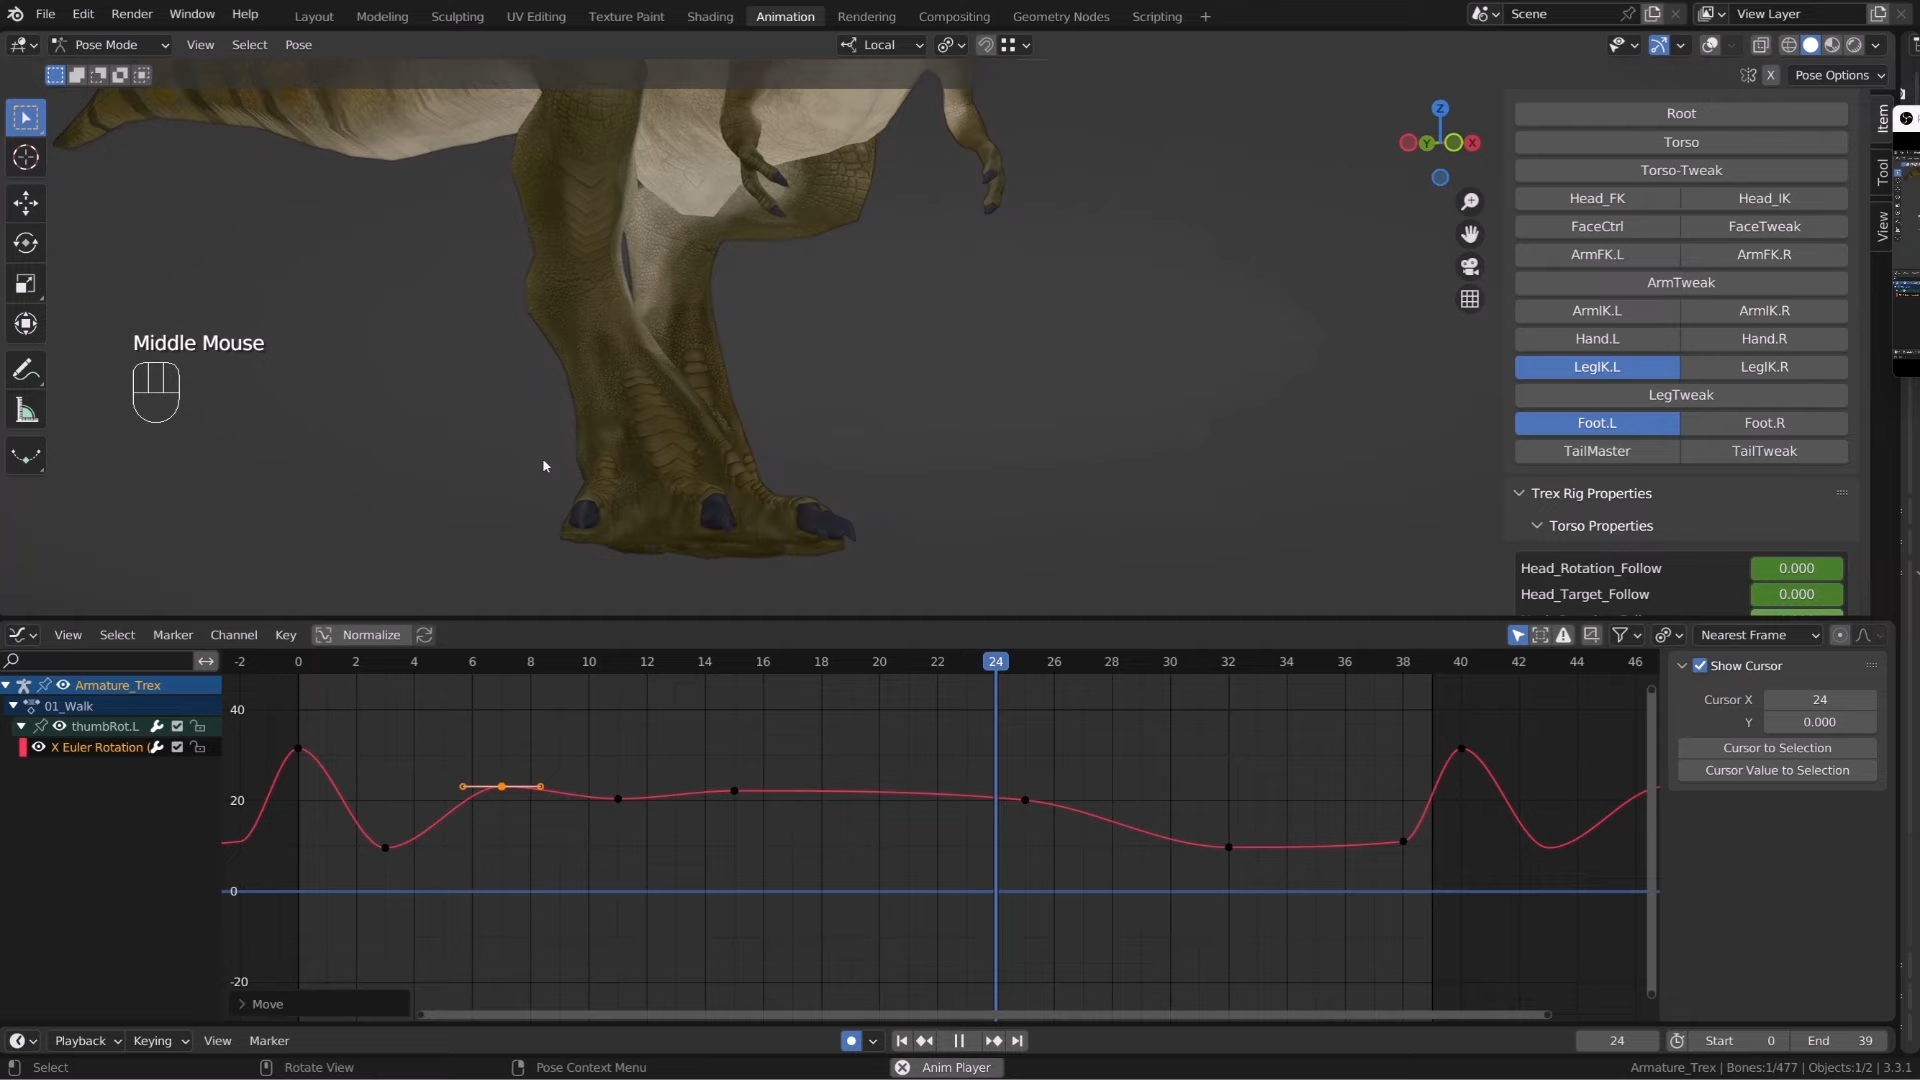 File Edit Render Window Help Layout Modeling Sculpting UV Editing Texture Paint Shading Animation Rendering Compositing Geometry Nodes Scripting + Scene View Layer
Pose Mode View Select Pose Local
X Pose Options
Z
Y X
Root
Torso
Torso-Tweak
Head_FK Head_IK
FaceCtrl FaceTweak
ArmFK.L ArmFK.R
ArmTweak
ArmIK.L ArmIK.R
Hand.L Hand.R
LegIK.L LegIK.R
LegTweak
Foot.L Foot.R
TailMaster TailTweak
Item
Tool
View
Middle Mouse
Trex Rig Properties
Torso Properties
Head_Rotation_Follow 0.000
Head_Target_Follow 0.000
View Select Marker Channel Key Normalize Nearest Frame
-2 0 2 4 6 8 10 12 14 16 18 20 22 24 26 28 30 32 34 36 38 40 42 44 46
Armature_Trex
01_Walk
thumbRot.L
X Euler Rotation (
40
20
0
-20
Show Cursor
Cursor X 24
Y 0.000
Cursor to Selection
Cursor Value to Selection
Move
Playback Keying View Marker 24 Start 0 End 39
Select Rotate View Pose Context Menu Anim Player Armature_Trex | Bones:1/477 | Objects:1/2 | 3.3.1